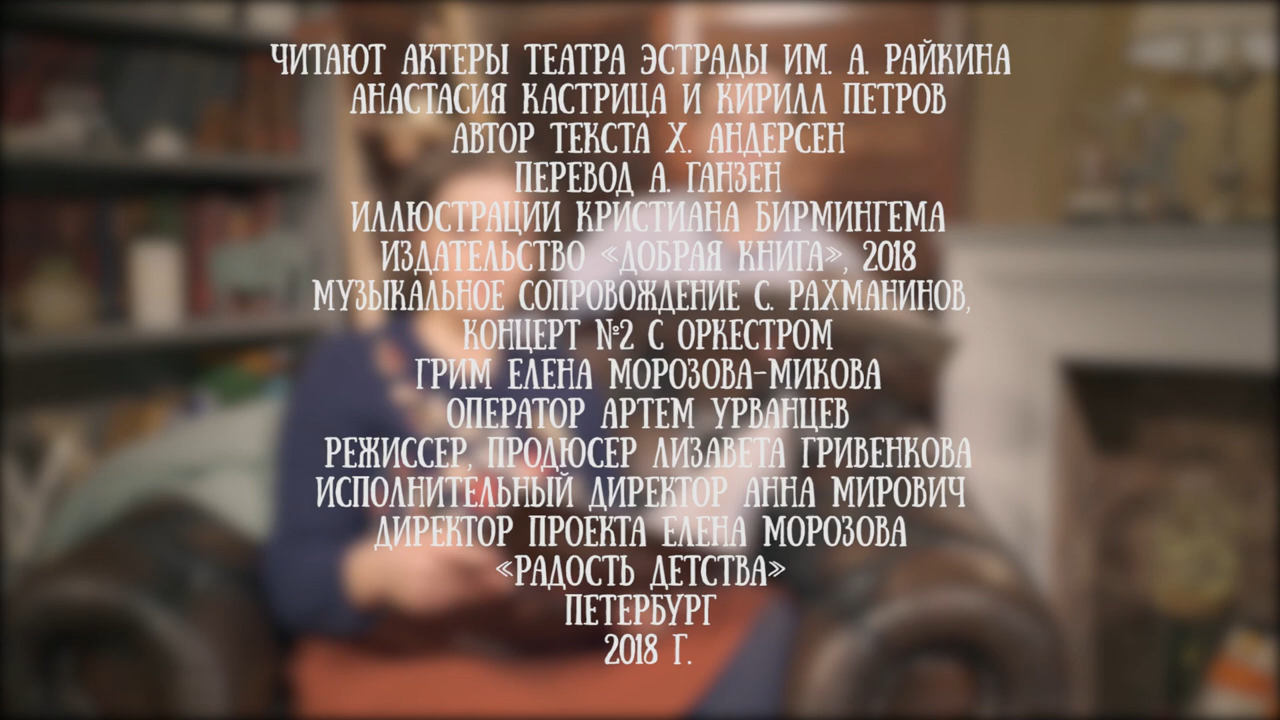 ЧИТАЮТ АКТЕРЫ ТЕАТРА ЭСТРАДЫ ИМ. А. РАЙКИНА
АНАСТАСИЯ КАСТРИЦА И КИРИЛЛ ПЕТРОВ
АВТОР ТЕКСТА Х. АНДЕРСЕН
ПЕРЕВОД А. ГАНЗЕН
ИЛЛЮСТРАЦИИ КРИСТИАНА БИРМИНГЕМА
ИЗДАТЕЛЬСТВО «ДОБРАЯ КНИГА», 2018
МУЗЫКАЛЬНОЕ СОПРОВОЖДЕНИЕ С. РАХМАНИНОВ,
КОНЦЕРТ №2 С ОРКЕСТРОМ
ГРИМ ЕЛЕНА МОРОЗОВА-МИКОВА
ОПЕРАТОР АРТЕМ УРВАНЦЕВ
РЕЖИССЕР, ПРОДЮСЕР ЛИЗАВЕТА ГРИВЕНКОВА
ИСПОЛНИТЕЛЬНЫЙ ДИРЕКТОР АННА МИРОВИЧ
ДИРЕКТОР ПРОЕКТА ЕЛЕНА МОРОЗОВА
«РАДОСТЬ ДЕТСТВА»
ПЕТЕРБУРГ
2018 Г.